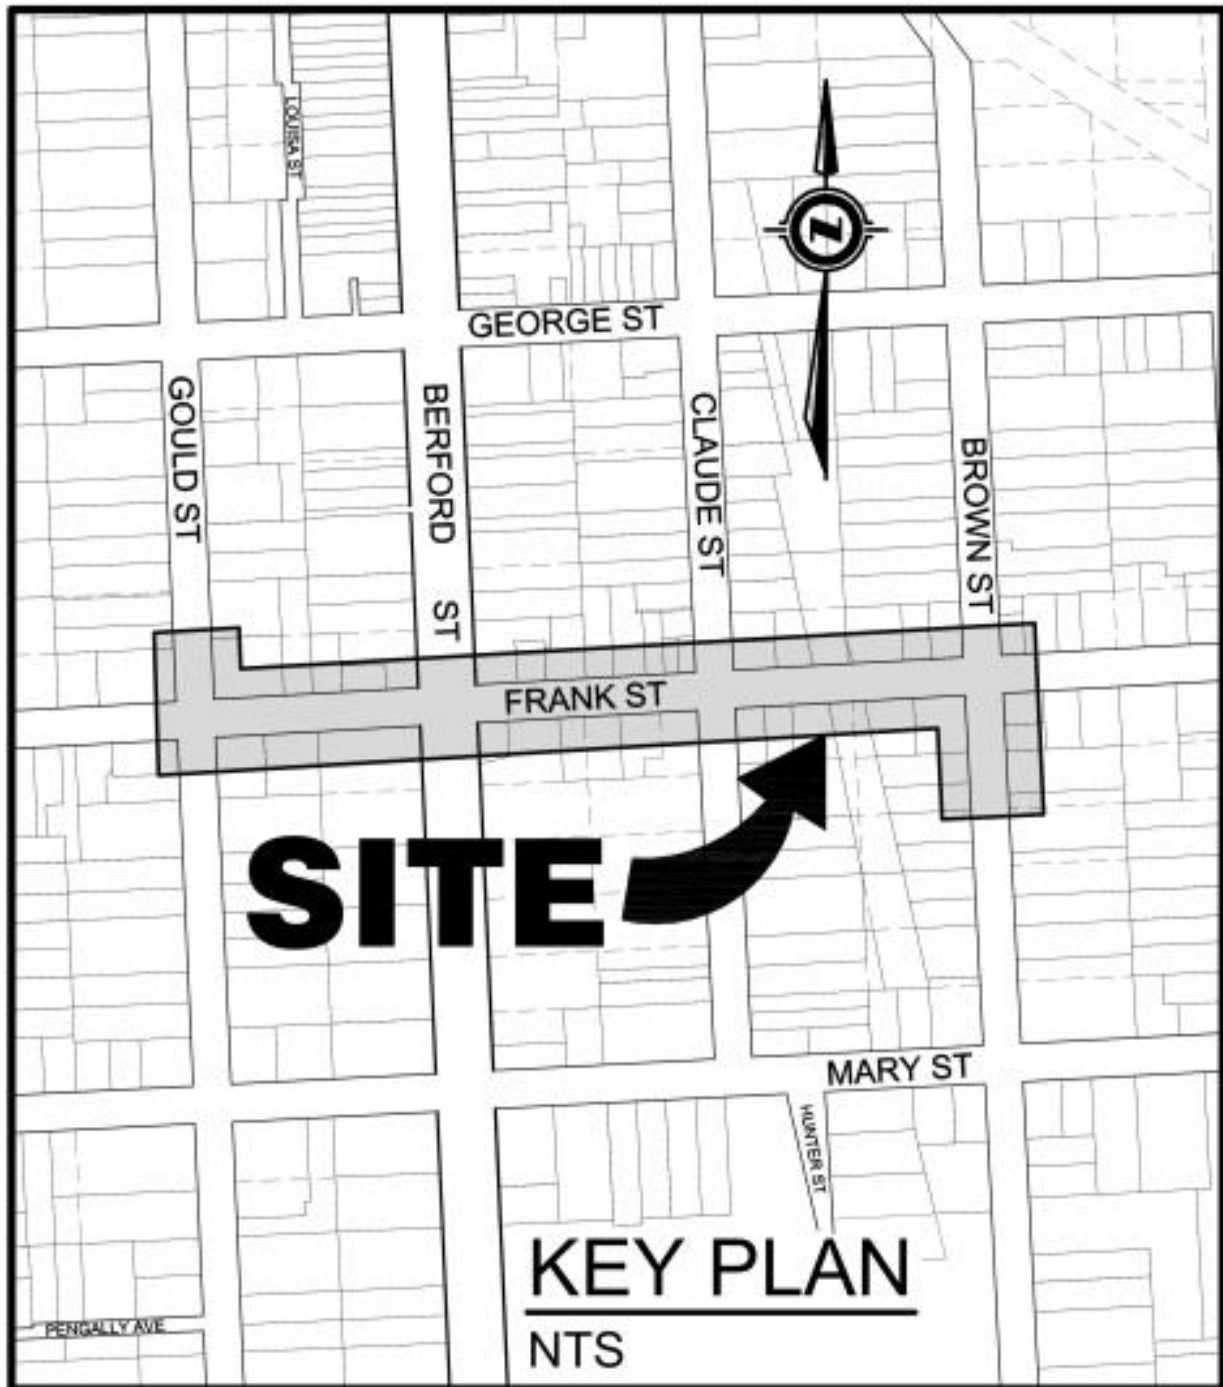 LOUISA ST
N
GEORGE ST
GOULD ST
BERFORD ST
CLAUDE ST
BROWN ST
FRANK ST
SITE
MARY ST
HUNTER ST
KEY PLAN
NTS
PENGALLY AVE